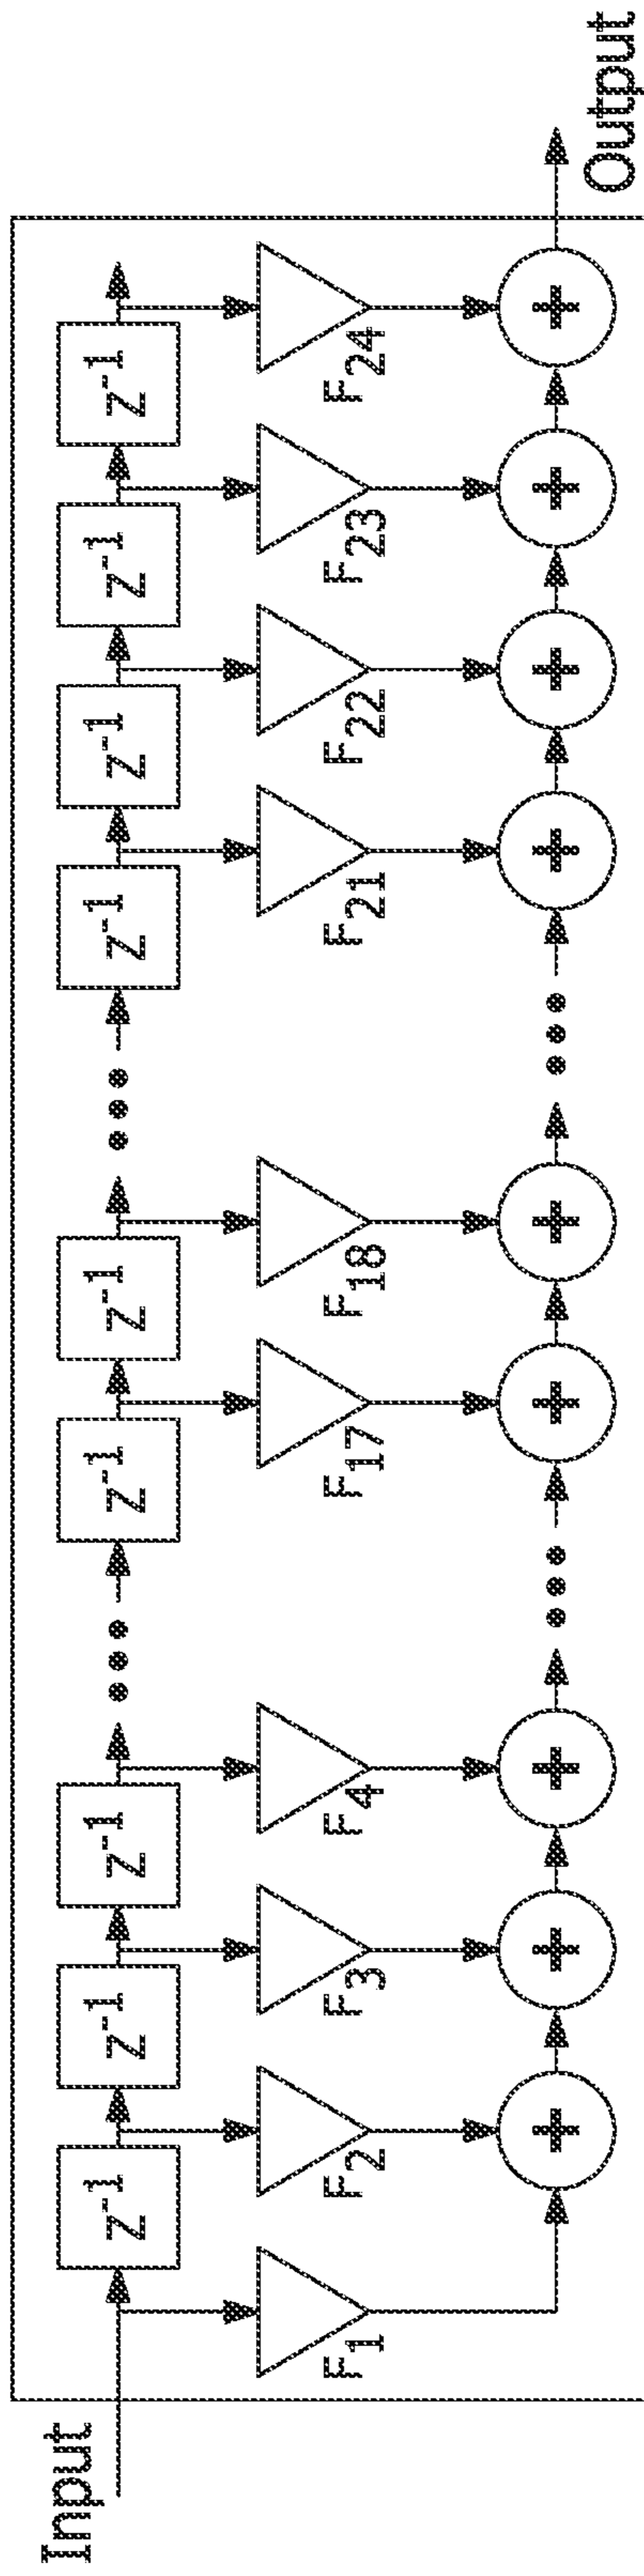 Input
z⁻¹ z⁻¹ z⁻¹ ••• z⁻¹ z⁻¹ ••• z⁻¹ z⁻¹ z⁻¹ z⁻¹
F₁ F₂ F₃ F₄ F₁₇ F₁₈ F₂₁ F₂₂ F₂₃ F₂₄
+ + + ••• + + ••• + + + +
Output